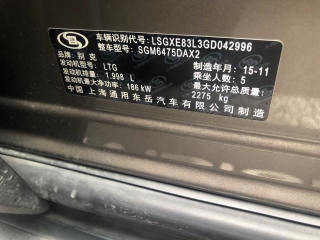 车辆识别代号: LSGXE83L3GD042996
整车型号: SGM6475DAX2
品牌: 别克 制造年月: 15-11
发动机型号: LTG 乘坐人数: 5
发动机排量: 1,998 L 最大允许总质量:
发动机最大净功率: 186 kW 2275 kg
中国上海通用东岳汽车有限公司制造